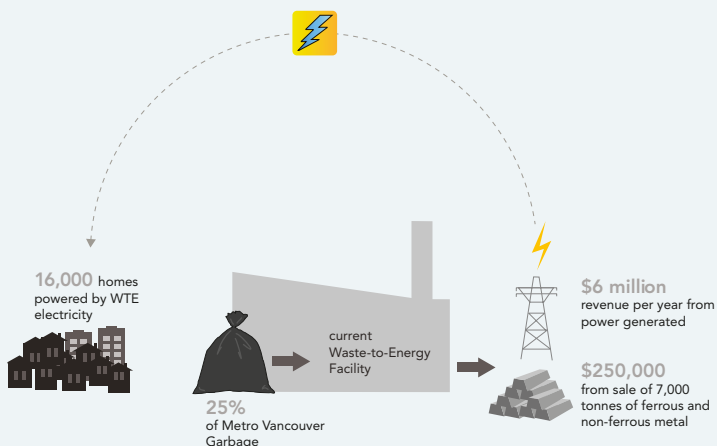 16,000 homes
powered by WTE
electricity
25%
of Metro Vancouver
Garbage
current
Waste-to-Energy
Facility
$6 million
revenue per year from
power generated
$250,000
from sale of 7,000
tonnes of ferrous and
non-ferrous metal